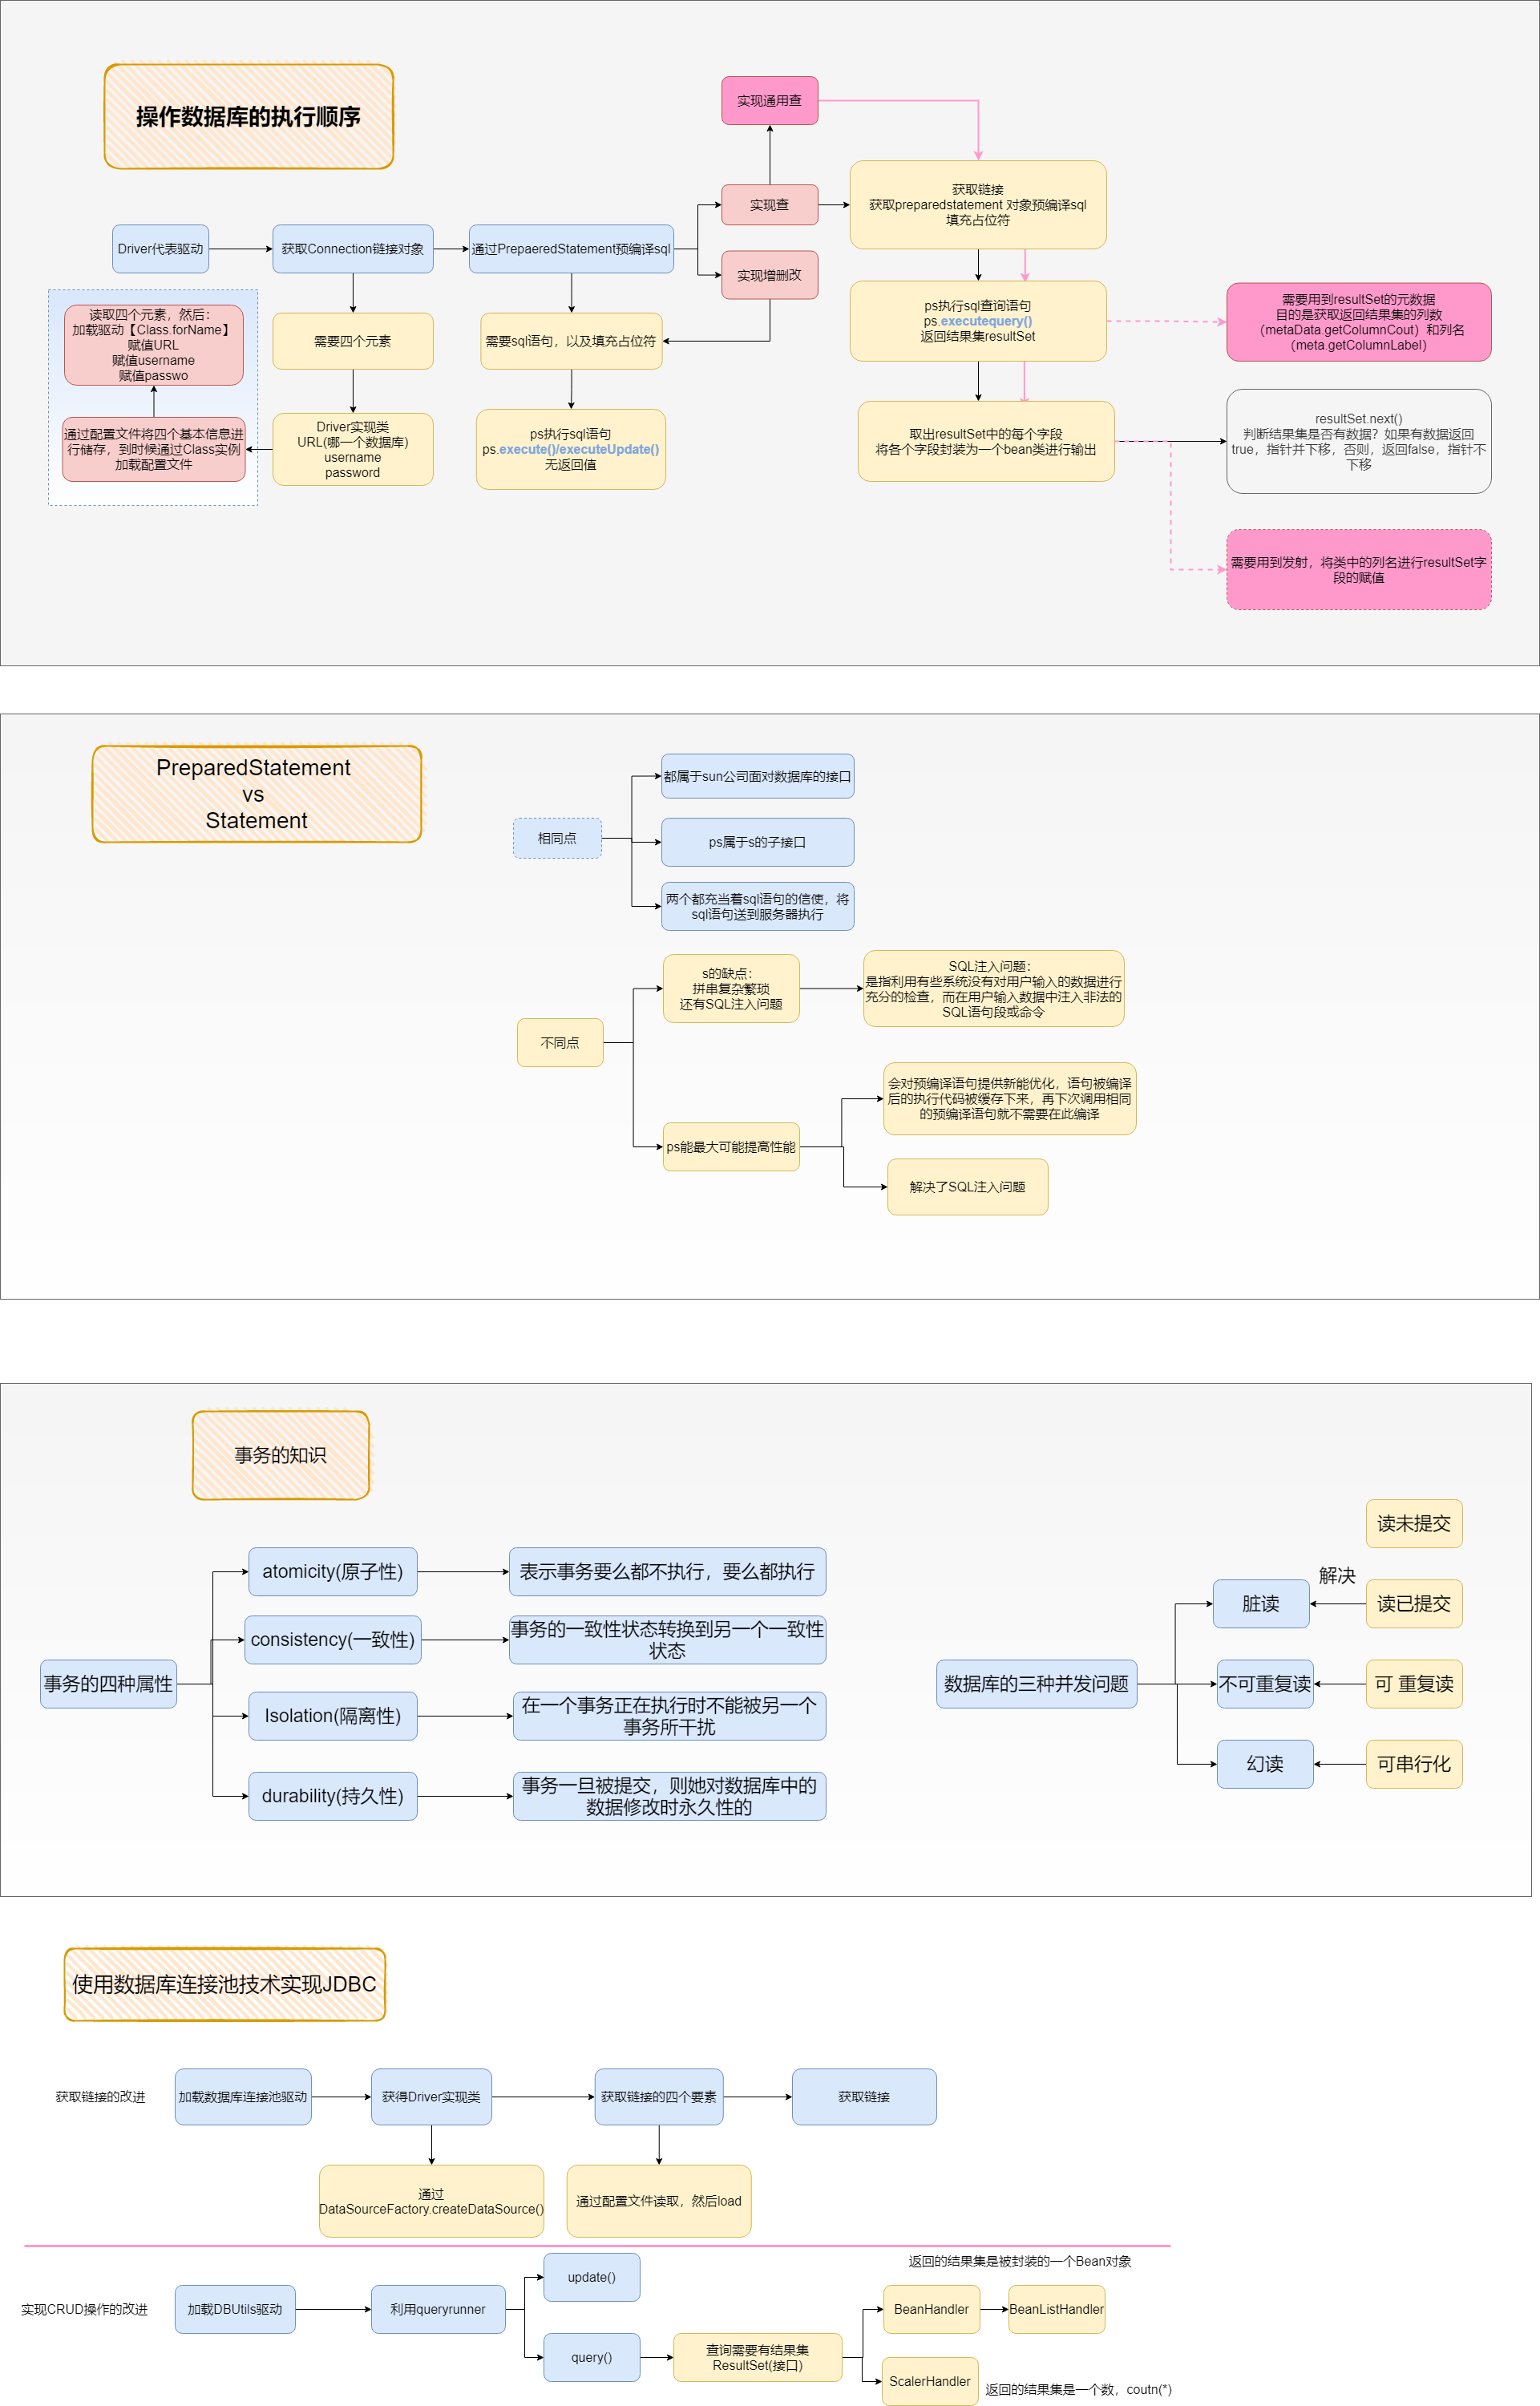 操作数据库的执行顺序
实现通用查
实现查
实现增删改
Driver代表驱动
获取Connection链接对象
通过PrepaeredStatement预编译sql
获取链接
获取preparedstatement 对象预编译sql
填充占位符
读取四个元素，然后：
加载驱动【Class.forName】
赋值URL
赋值username
赋值passwo
需要四个元素
需要sql语句，以及填充占位符
ps执行sql查询语句
ps.executequery()
返回结果集resultSet
需要用到resultSet的元数据
目的是获取返回结果集的列数
（metaData.getColumnCout）和列名
（meta.getColumnLabel）
通过配置文件将四个基本信息进
行储存，到时候通过Class实例
加载配置文件
Driver实现类
URL(哪一个数据库)
username
password
ps执行sql语句
ps.execute()/executeUpdate()
无返回值
取出resultSet中的每个字段
将各个字段封装为一个bean类进行输出
resultSet.next()
判断结果集是否有数据？如果有数据返回
true，指针并下移，否则，返回false，指针不
下移
需要用到发射，将类中的列名进行resultSet字
段的赋值
PreparedStatement
vs
Statement
相同点
都属于sun公司面对数据库的接口
ps属于s的子接口
两个都充当着sql语句的信使，将
sql语句送到服务器执行
不同点
s的缺点：
拼串复杂繁琐
还有SQL注入问题
SQL注入问题：
是指利用有些系统没有对用户输入的数据进行
充分的检查，而在用户输入数据中注入非法的
SQL语句段或命令
ps能最大可能提高性能
会对预编译语句提供新能优化，语句被编译
后的执行代码被缓存下来，再下次调用相同
的预编译语句就不需要在此编译
解决了SQL注入问题
事务的知识
事务的四种属性
atomicity(原子性)
表示事务要么都不执行，要么都执行
consistency(一致性)
事务的一致性状态转换到另一个一致性
状态
Isolation(隔离性)
在一个事务正在执行时不能被另一个
事务所干扰
durability(持久性)
事务一旦被提交，则她对数据库中的
数据修改时永久性的
数据库的三种并发问题
读未提交
脏读
解决
读已提交
不可重复读
可 重复读
幻读
可串行化
使用数据库连接池技术实现JDBC
获取链接的改进
加载数据库连接池驱动
获得Driver实现类
获取链接的四个要素
获取链接
通过
DataSourceFactory.createDataSource()
通过配置文件读取，然后load
实现CRUD操作的改进
加载DBUtils驱动
利用queryrunner
update()
query()
查询需要有结果集
ResultSet(接口)
返回的结果集是被封装的一个Bean对象
BeanHandler
BeanListHandler
ScalerHandler
返回的结果集是一个数，coutn(*)